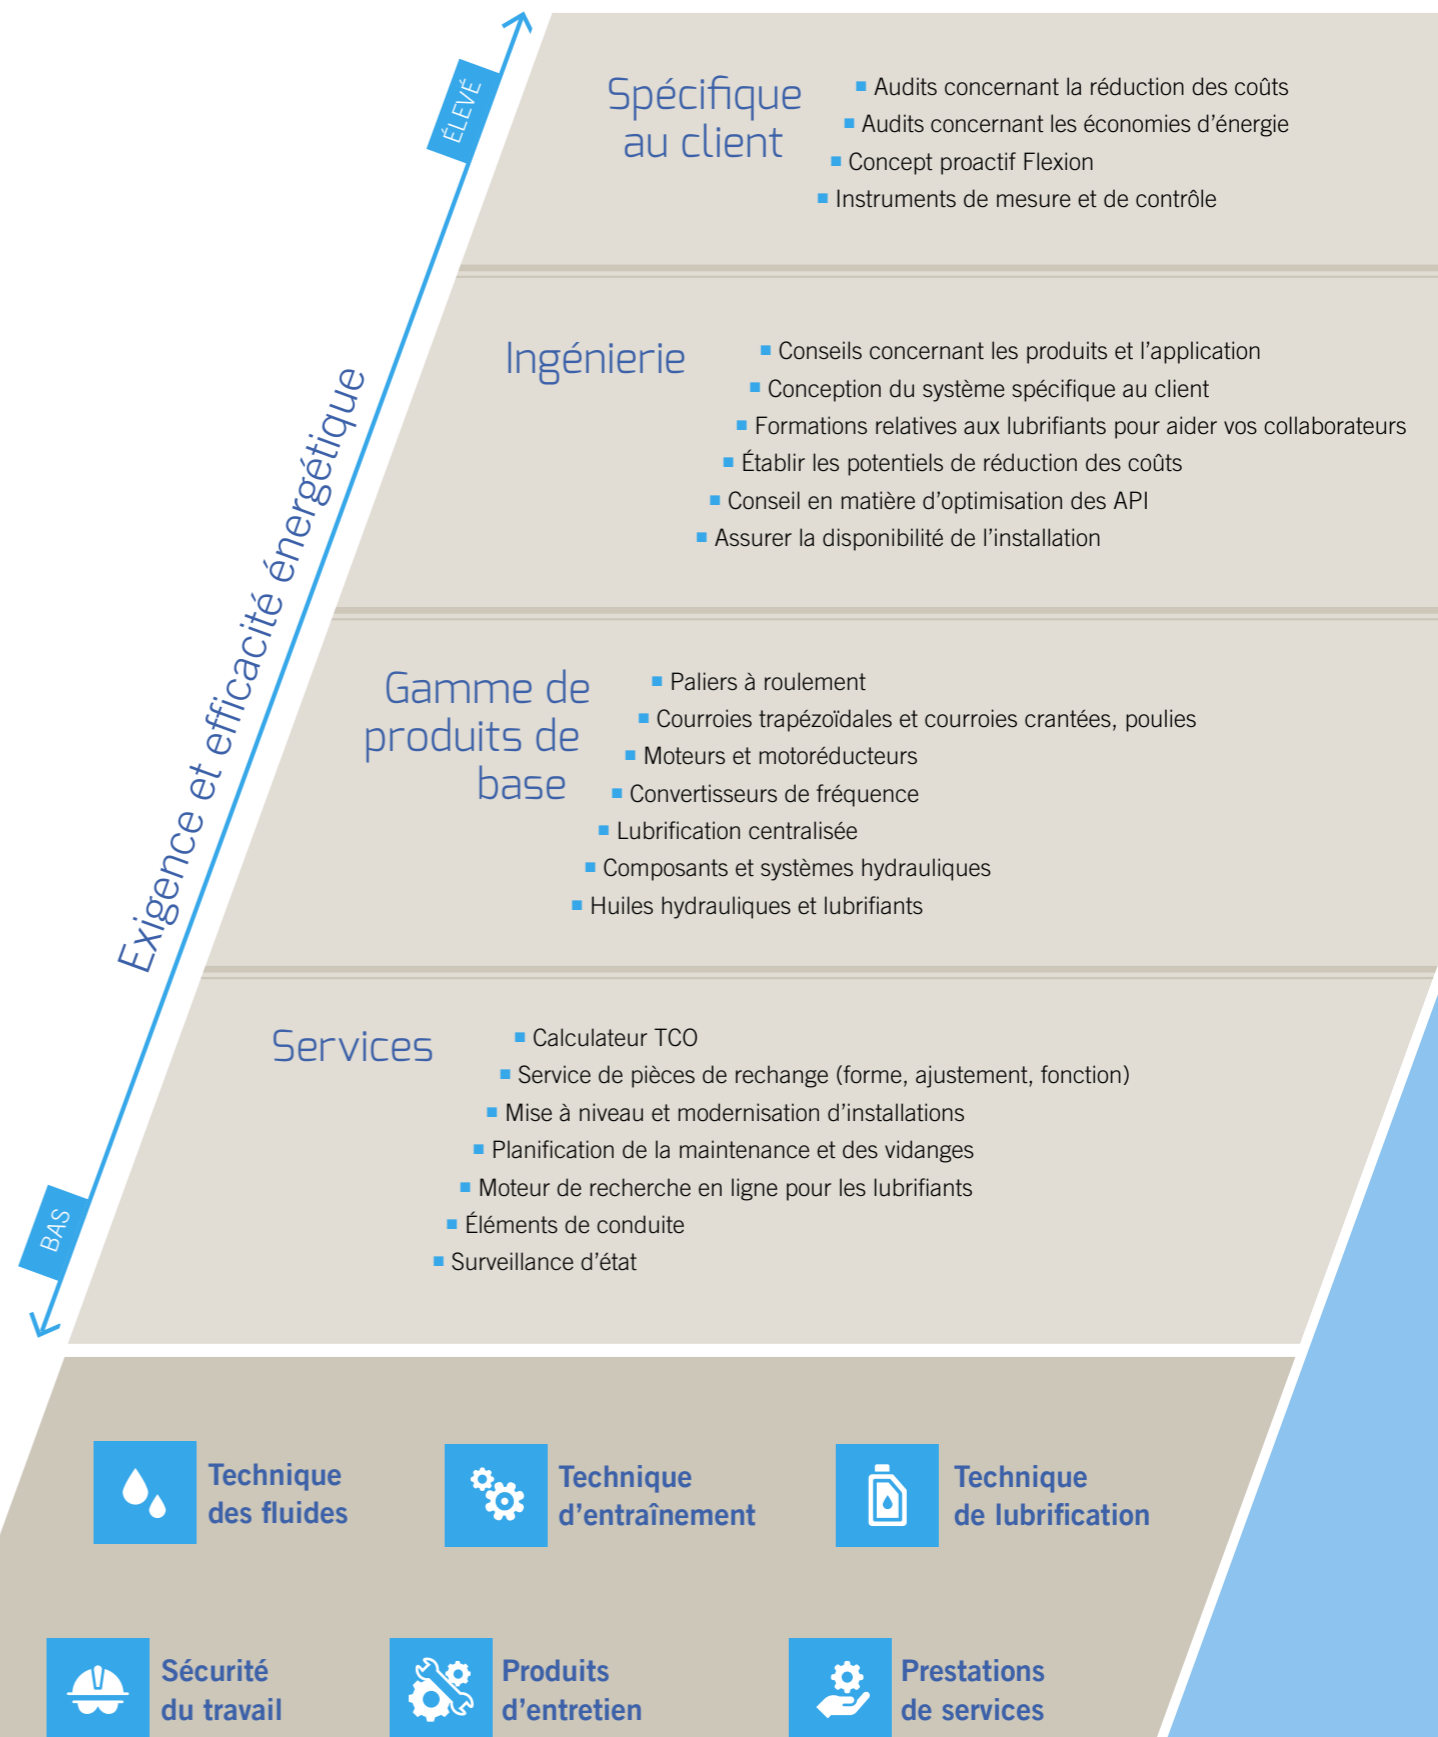 ÉLEVÉ
Exigence et efficacité énergétique
BAS
Spécifique
au client
Audits concernant la réduction des coûts
Audits concernant les économies d’énergie
Concept proactif Flexion
Instruments de mesure et de contrôle
Ingénierie
Conseils concernant les produits et l’application
Conception du système spécifique au client
Formations relatives aux lubrifiants pour aider vos collaborateurs
Établir les potentiels de réduction des coûts
Conseil en matière d’optimisation des API
Assurer la disponibilité de l’installation
Gamme de
produits de
base
Paliers à roulement
Courroies trapézoïdales et courroies crantées, poulies
Moteurs et motoréducteurs
Convertisseurs de fréquence
Lubrification centralisée
Composants et systèmes hydrauliques
Huiles hydrauliques et lubrifiants
Services
Calculateur TCO
Service de pièces de rechange (forme, ajustement, fonction)
Mise à niveau et modernisation d’installations
Planification de la maintenance et des vidanges
Moteur de recherche en ligne pour les lubrifiants
Éléments de conduite
Surveillance d’état
Technique
des fluides
Technique
d’entraînement
Technique
de lubrification
Sécurité
du travail
Produits
d’entretien
Prestations
de services